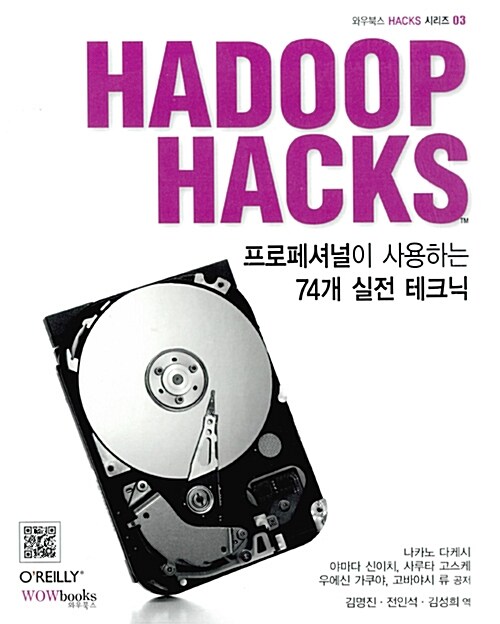 와우북스 HACKS 시리즈 03
HADOOP
HACKS™
프로페셔널이 사용하는
74개 실전 테크닉
나카노 다케시
야마다 신이치, 사루타 고스케
우에신 가쿠야, 고바야시 류 공저
김명진 · 전인석 · 김성희 역
O'REILLY®
WOWbooks
와우북스